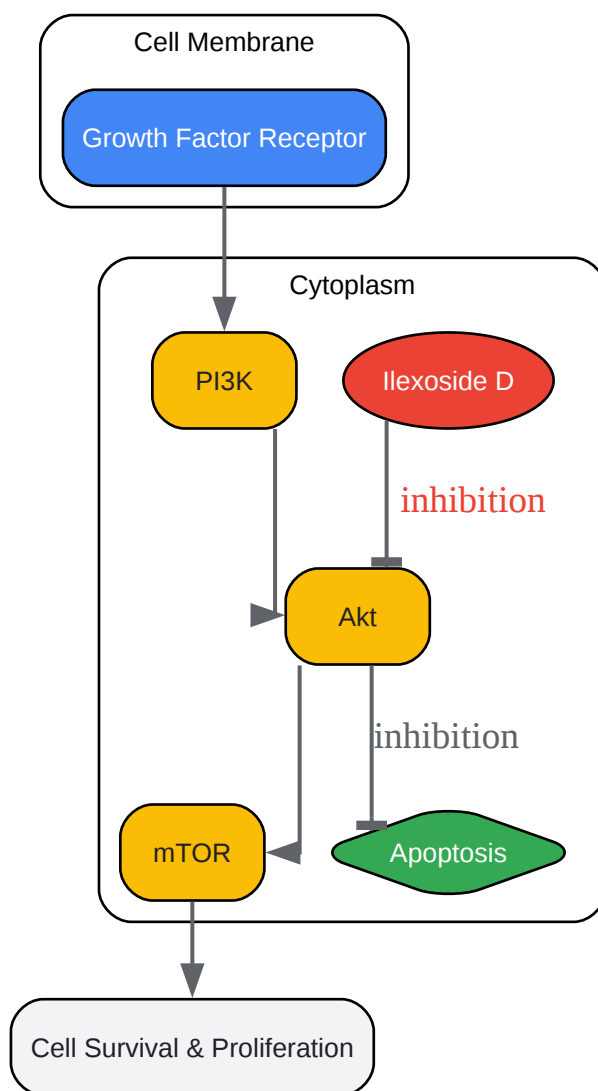 Cell Membrane
Growth Factor Receptor
Cytoplasm
PI3K
Ilexoside D
inhibition
Akt
inhibition
mTOR
Apoptosis
Cell Survival & Proliferation